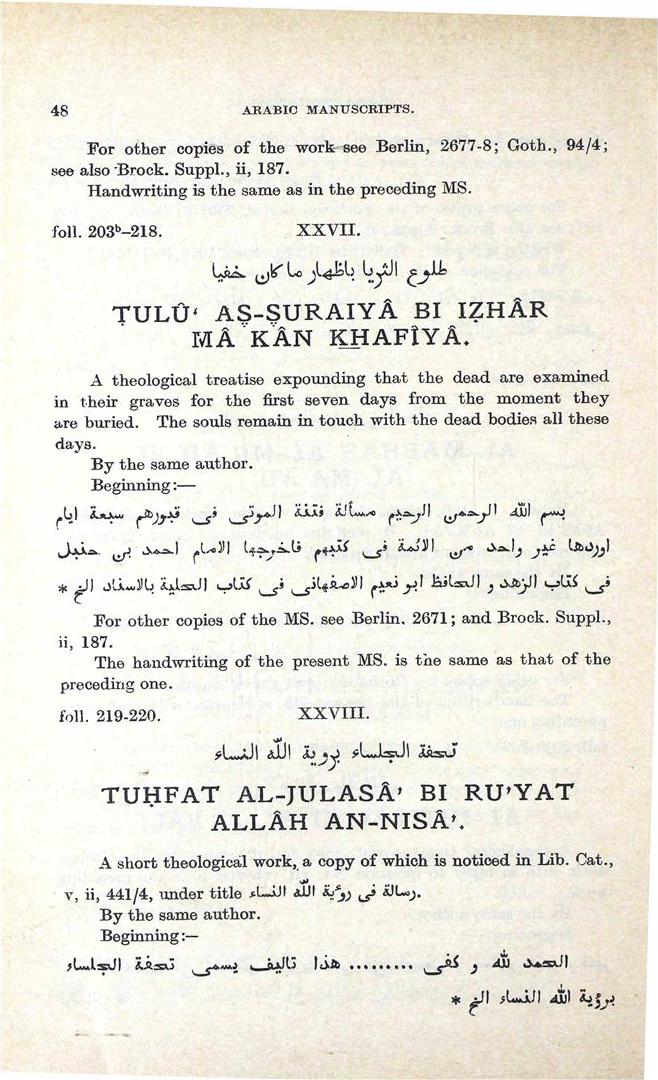 48 ARABIC MANUSCRIPTS.
For other copies of the work see Berlin, 2677-8; Goth., 94/4;
see also Brock. Suppl., ii, 187.
Handwriting is the same as in the preceding MS.
foll. 203ᵇ–218. XXVII.
طلوع الثريا باظهار ما كان خفيا
ṬULÛ‘ AṢ-ṢURAIYÂ BI IẒHÂR
MÂ KÂN KHAFÎYÂ.
A theological treatise expounding that the dead are examined
in their graves for the first seven days from the moment they
are buried. The souls remain in touch with the dead bodies all these
days.
By the same author.
Beginning:—
بسم الله الرحمن الرحيم مسألة فتنة الموتى فى قبورهم سبعة ايام
اوردها غير واحد من الائمة فى كتبهم فاخرجها الامام احمد بن حنبل
فى كتاب الزهد و الحافظ ابو نعيم الاصفهانى فى كتاب الحلية بالاسناد الخ *
For other copies of the MS. see Berlin. 2671; and Brock. Suppl.,
ii, 187.
The handwriting of the present MS. is the same as that of the
preceding one.
foll. 219-220. XXVIII.
تحفة الجلساء بروية الله النساء
TUḤFAT AL-JULASÂ’ BI RU’YAT
ALLÂH AN-NISÂ’.
A short theological work, a copy of which is noticed in Lib. Cat.,
v, ii, 441/4, under title رسالة فى رؤية الله النساء.
By the same author.
Beginning:—
الحمد لله و كفى ......... هذا تاليف يسمى تحفة الجلساء
برؤية الله النساء الخ *